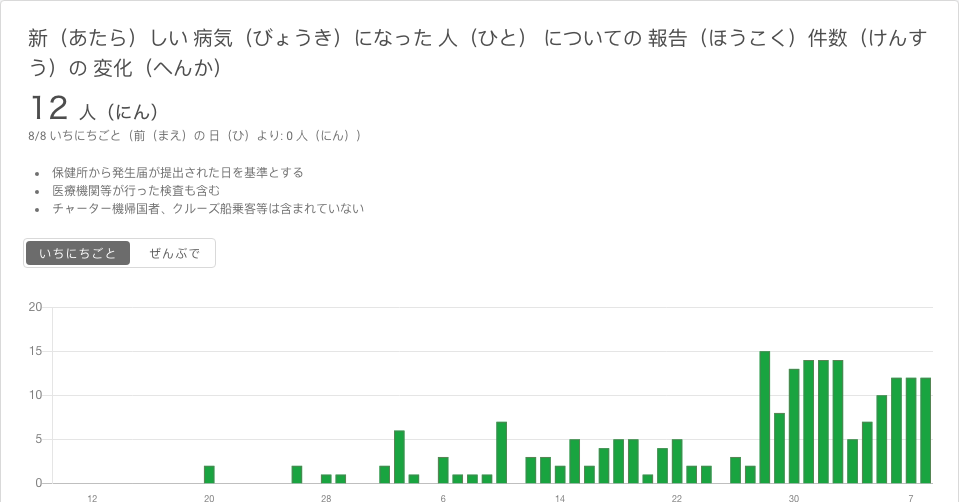 新（あたら）しい 病気（びょうき）になった 人（ひと） についての 報告（ほうこく）件数（けんす
う）の 変化（へんか）
12 人（にん）
8/8 いちにちごと（前（まえ）の 日（ひ）より: 0 人（にん））
保健所から発生届が提出された日を基準とする
医療機関等が行った検査も含む
チャーター機帰国者、クルーズ船乗客等は含まれていない
いちにちごと ぜんぶで
20
15
10
5
0
12 20 28 6 14 22 30 7